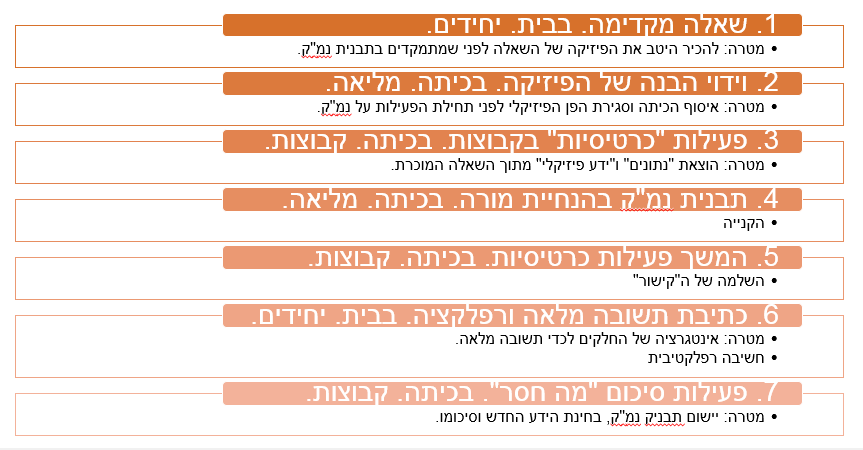 1. שאלה מקדימה. בבית. יחידים.
• מטרה: להכיר היטב את הפיזיקה של השאלה לפני שמתמקדים בתבנית נמ"ק.
2. וידוי הבנה של הפיזיקה. בכיתה. מליאה.
• מטרה: איסוף הכיתה וסגירת הפן הפיזיקלי לפני תחילת הפעילות על נמ"ק.
3. פעילות "כרטיסיות" בקבוצות. בכיתה. קבוצות.
• מטרה: הוצאת "נתונים" ו"ידע פיזיקלי" מתוך השאלה המוכרת.
4. תבנית נמ"ק בהנחיית מורה. בכיתה. מליאה.
• הקנייה
5. המשך פעילות כרטיסיות. בכיתה. קבוצות.
• השלמה של ה"קישור"
6. כתיבת תשובה מלאה ורפלקציה. בבית. יחידים.
• מטרה: אינטגרציה של החלקים לכדי תשובה מלאה.
• חשיבה רפלקטיבית
7. פעילות סיכום "מה חסר". בכיתה. קבוצות.
• מטרה: יישום תבניק נמ"ק, בחינת הידע החדש וסיכומו.